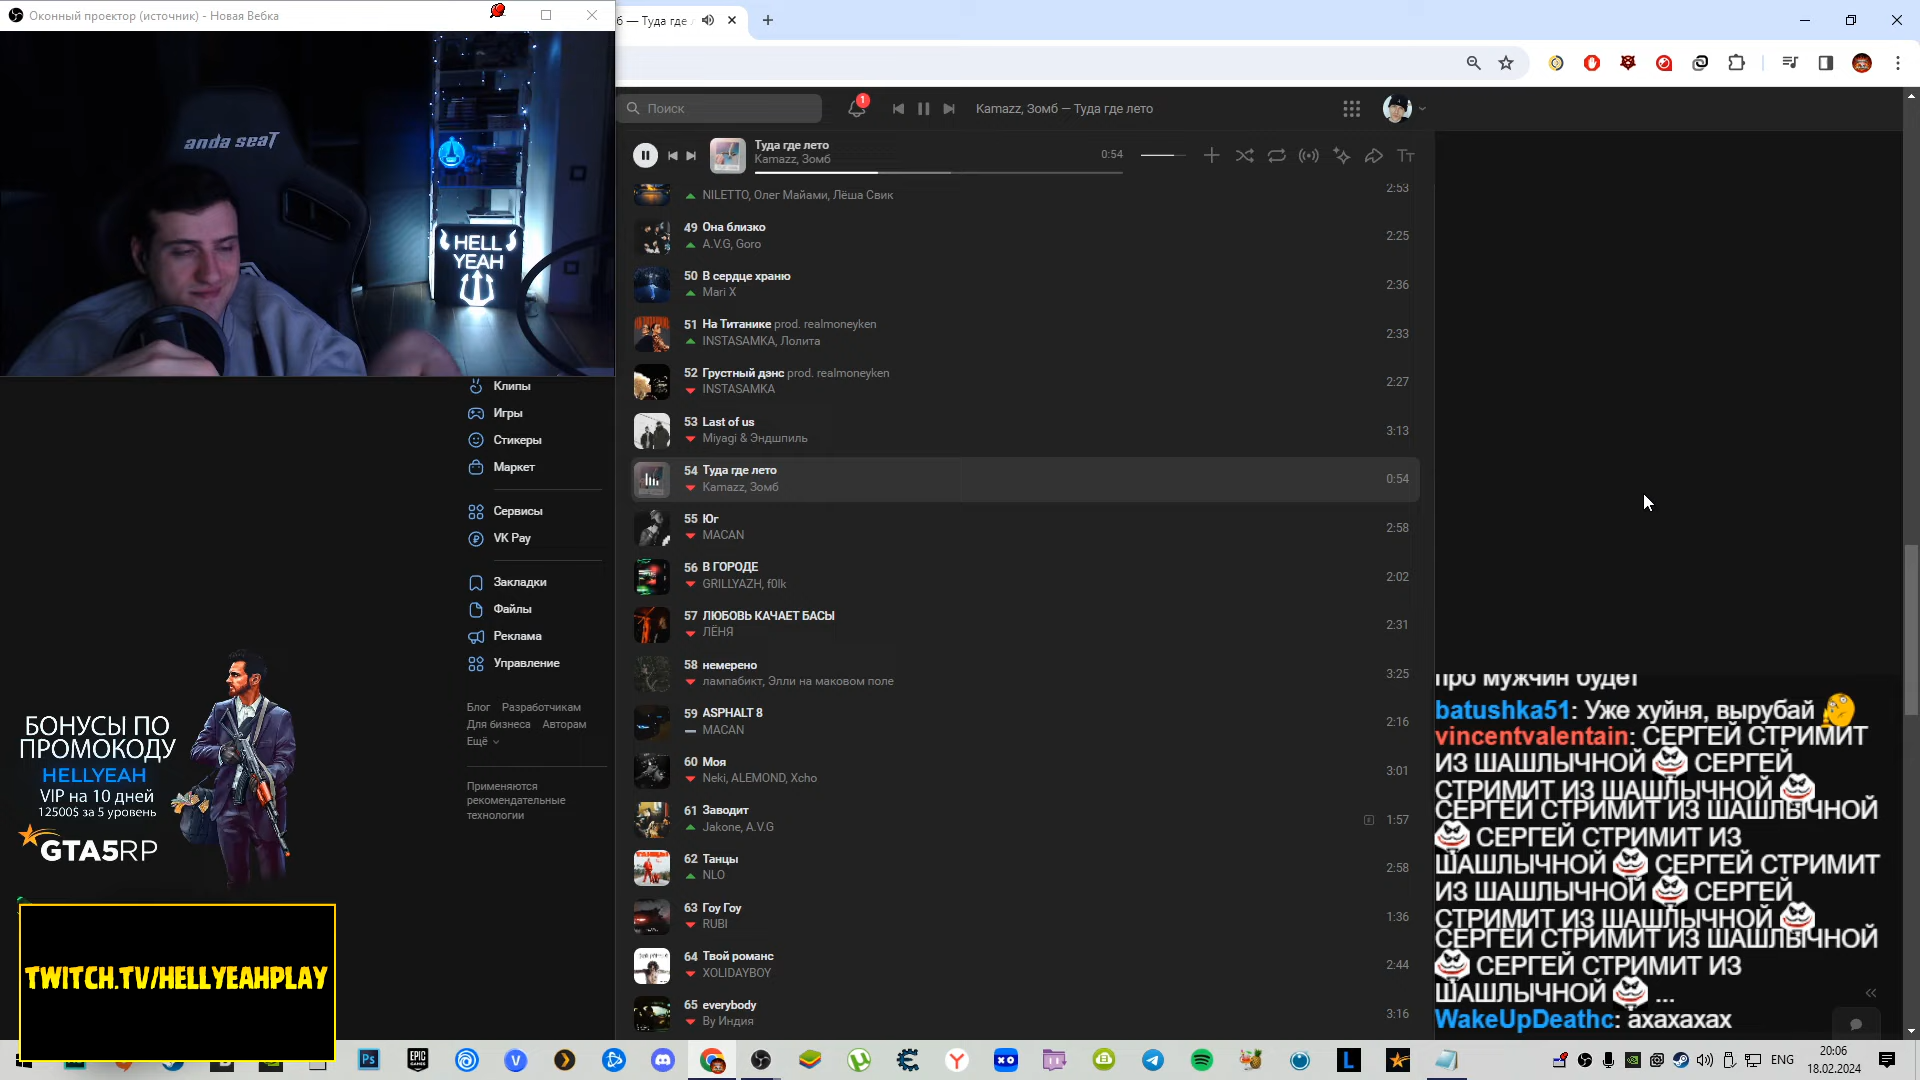 Оконный проектор (источник) - Новая Вебка
б — Туда где
anda seaT
HELL
YEAH
Поиск
1
Kamazz, Зомб — Туда где лето
Туда где лето
Kamazz, Зомб
0:54
NILETTO, Олег Майами, Лёша Свик
2:53
49 Она близко
A.V.G, Goro
2:25
50 В сердце храню
Mari X
2:36
51 На Титанике prod. realmoneyken
INSTASAMKA, Лолита
2:33
52 Грустный дэнс prod. realmoneyken
INSTASAMKA
2:27
53 Last of us
Miyagi & Эндшпиль
3:13
54 Туда где лето
Kamazz, Зомб
0:54
55 Юг
MACAN
2:58
56 В ГОРОДЕ
GRILLYAZH, f0lk
2:02
57 ЛЮБОВЬ КАЧАЕТ БАСЫ
ЛЁНЯ
2:31
58 немерено
лампабикт, Элли на маковом поле
3:25
59 ASPHALT 8
MACAN
2:16
60 Моя
Neki, ALEMOND, Xcho
3:01
61 Заводит
Jakone, A.V.G
E 1:57
62 Танцы
NLO
2:58
63 Гоу Гоу
RUBI
1:36
64 Твой романс
XOLIDAYBOY
2:44
65 everybody
By Индия
3:16
Клипы
Игры
Стикеры
Маркет
Сервисы
VK Pay
Закладки
Файлы
Реклама
Управление
Блог Разработчикам
Для бизнеса Авторам
Ещё
Применяются
рекомендательные
технологии
БОНУСЫ ПО
ПРОМОКОДУ
HELLYEAH
VIP на 10 дней
12500$ за 5 уровень
GTA5RP
TWITCH.TV/HELLYEAHPLAY
про мужчин будет
batushka51: Уже хуйня, вырубай
vincentvalentain: СЕРГЕЙ СТРИМИТ
ИЗ ШАШЛЫЧНОЙ СЕРГЕЙ
СТРИМИТ ИЗ ШАШЛЫЧНОЙ
СЕРГЕЙ СТРИМИТ ИЗ ШАШЛЫЧНОЙ
СЕРГЕЙ СТРИМИТ ИЗ
ШАШЛЫЧНОЙ СЕРГЕЙ СТРИМИТ
ИЗ ШАШЛЫЧНОЙ СЕРГЕЙ
СТРИМИТ ИЗ ШАШЛЫЧНОЙ
СЕРГЕЙ СТРИМИТ ИЗ ШАШЛЫЧНОЙ
СЕРГЕЙ СТРИМИТ ИЗ
ШАШЛЫЧНОЙ ...
WakeUpDeathc: ахахахах
Ps
EPIC
GAMES
ENG
20:06
18.02.2024